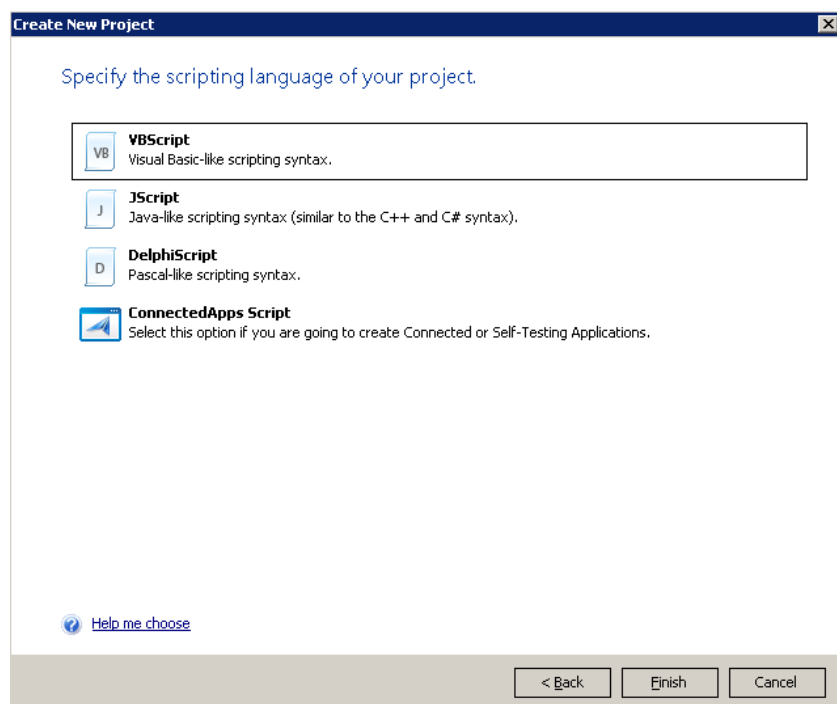 Create New Project
Specify the scripting language of your project.
VB
VBScript
Visual Basic-like scripting syntax.
J
JScript
Java-like scripting syntax (similar to the C++ and C# syntax).
D
DelphiScript
Pascal-like scripting syntax.
ConnectedApps Script
Select this option if you are going to create Connected or Self-Testing Applications.
? Help me choose
< Back Finish Cancel